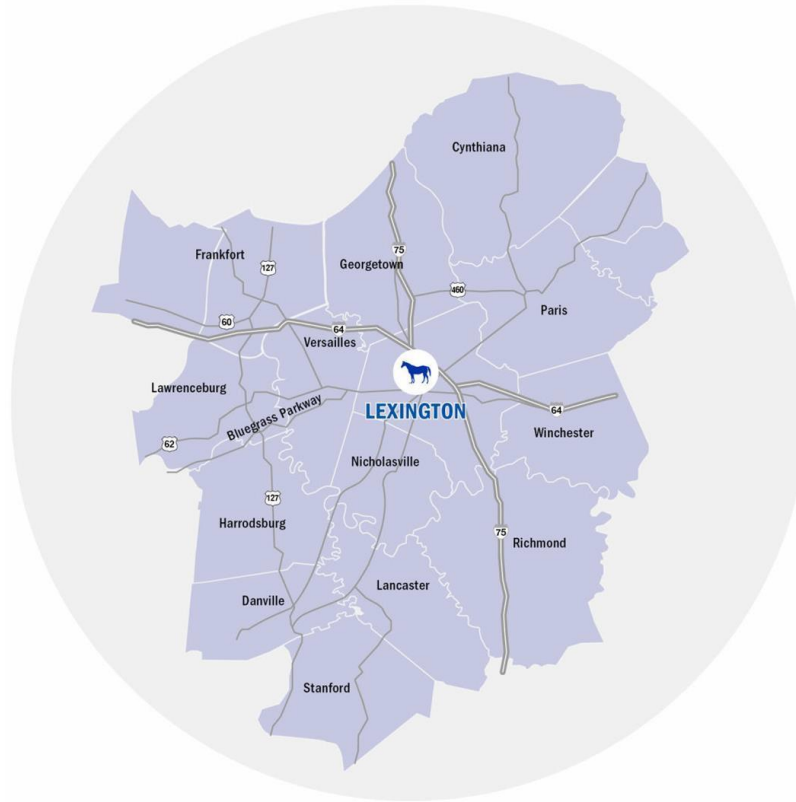 Cynthiana
75
Frankfort
127
Georgetown
460
Paris
60
64
Versailles
Lawrenceburg
LEXINGTON
64
Bluegrass Parkway
62
Winchester
Nicholasville
127
Harrodsburg
75
Richmond
Lancaster
Danville
Stanford